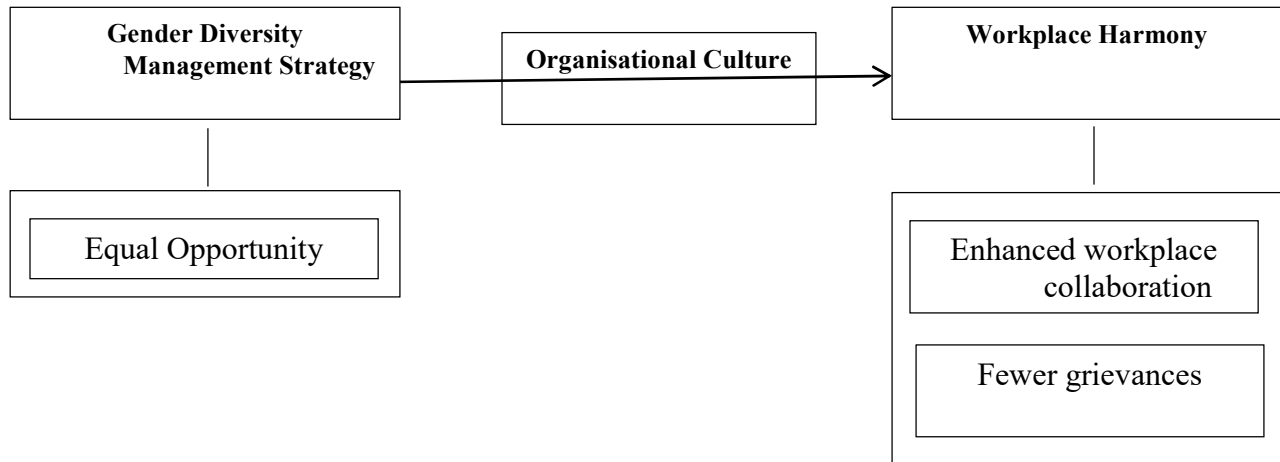 Gender Diversity
Management Strategy
Organisational Culture
Workplace Harmony
Equal Opportunity
Enhanced workplace
collaboration
Fewer grievances